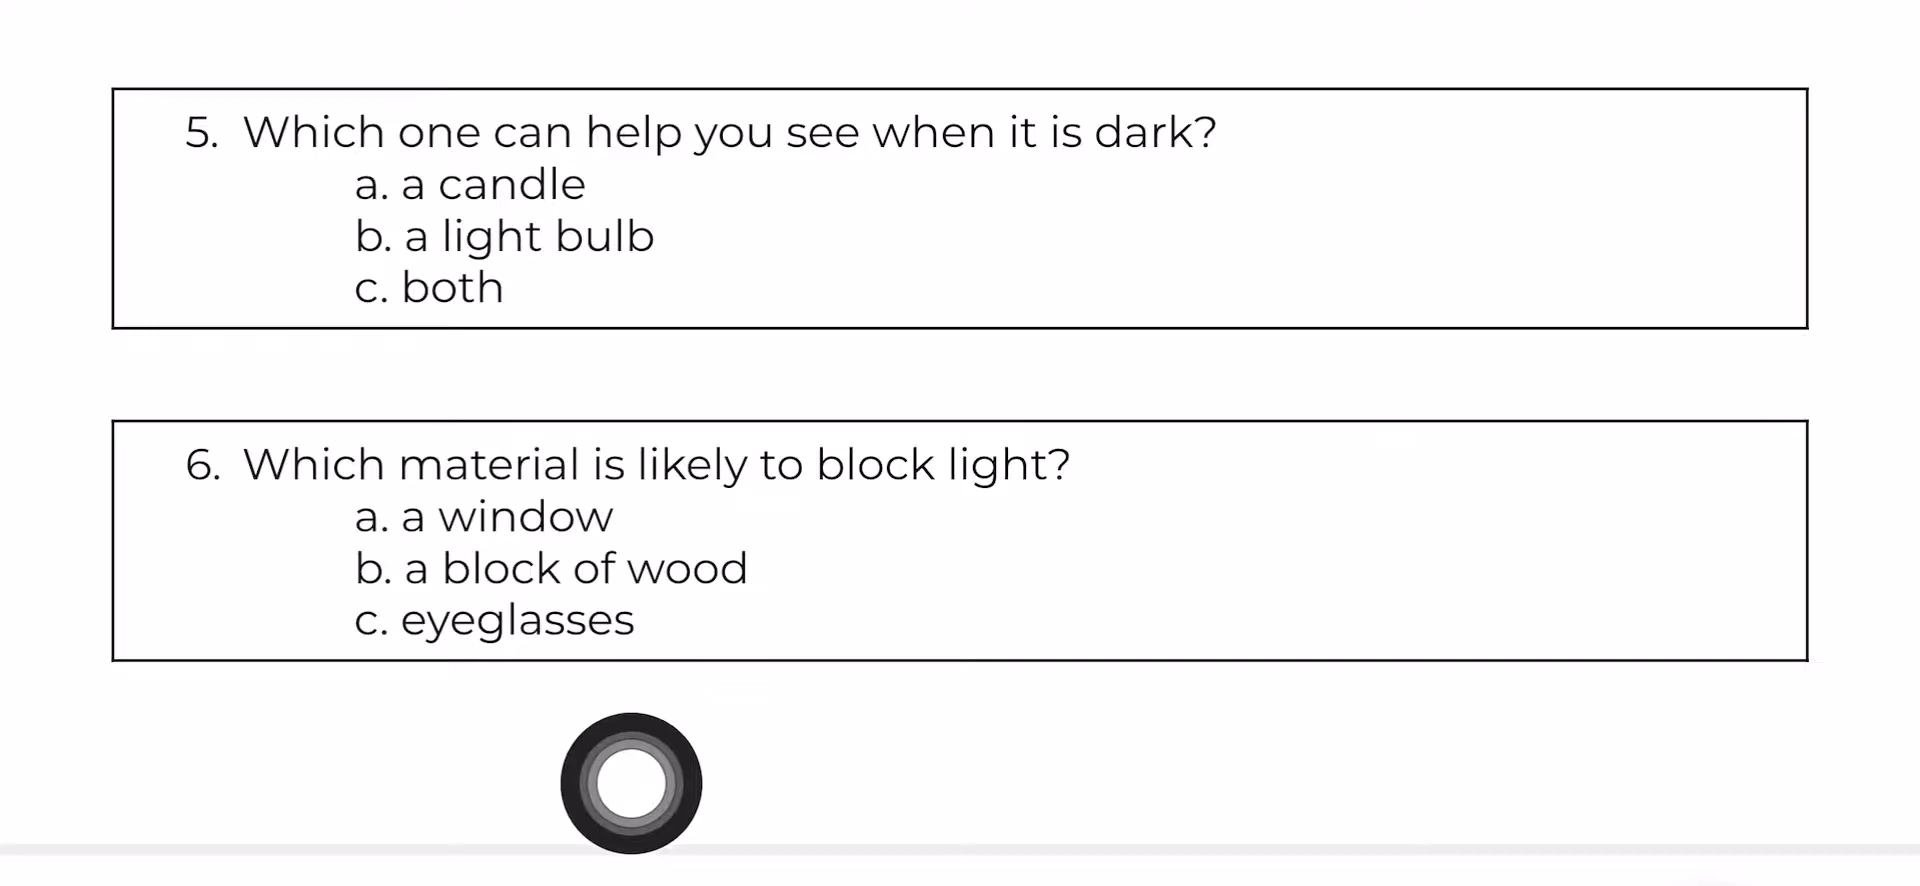 5. Which one can help you see when it is dark?
a. a candle
b. a light bulb
c. both
6. Which material is likely to block light?
a. a window
b. a block of wood
c. eyeglasses